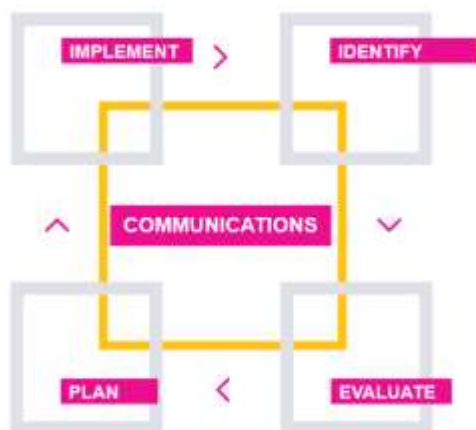 IMPLEMENT
IDENTIFY
COMMUNICATIONS
PLAN
EVALUATE